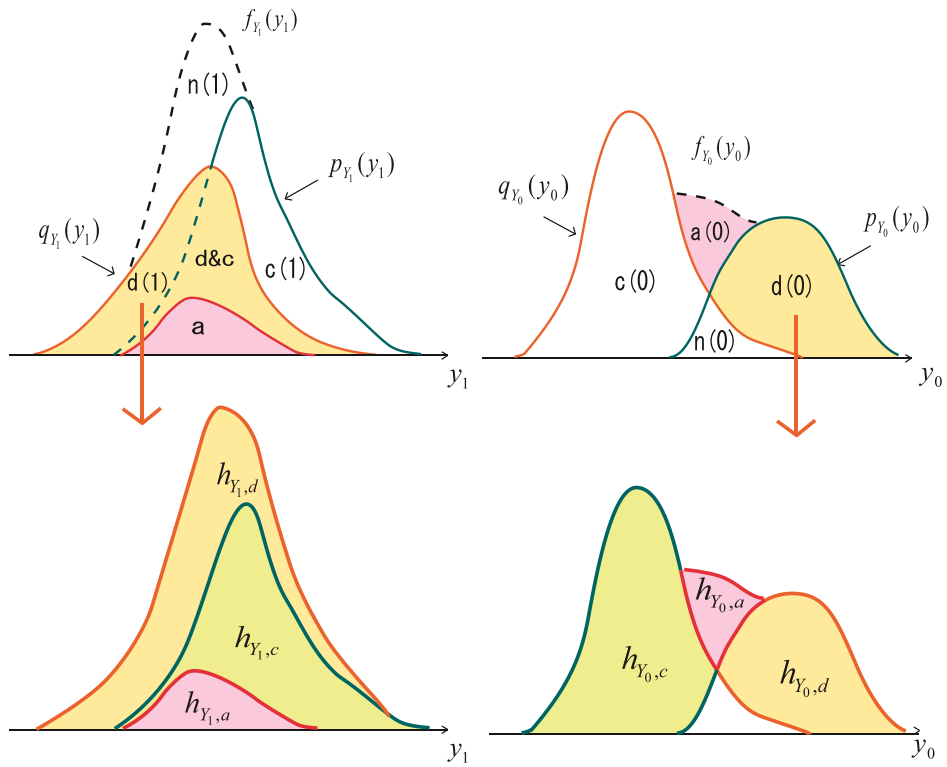 f_{Y_1}(y_1)
n(1)
p_{Y_1}(y_1)
q_{Y_1}(y_1)
d&c
d(1)
c(1)
a
y_1
f_{Y_0}(y_0)
q_{Y_0}(y_0)
p_{Y_0}(y_0)
a(0)
c(0)
d(0)
n(0)
y_0
h_{Y_1,d}
h_{Y_1,c}
h_{Y_1,a}
y_1
h_{Y_0,a}
h_{Y_0,c}
h_{Y_0,d}
y_0